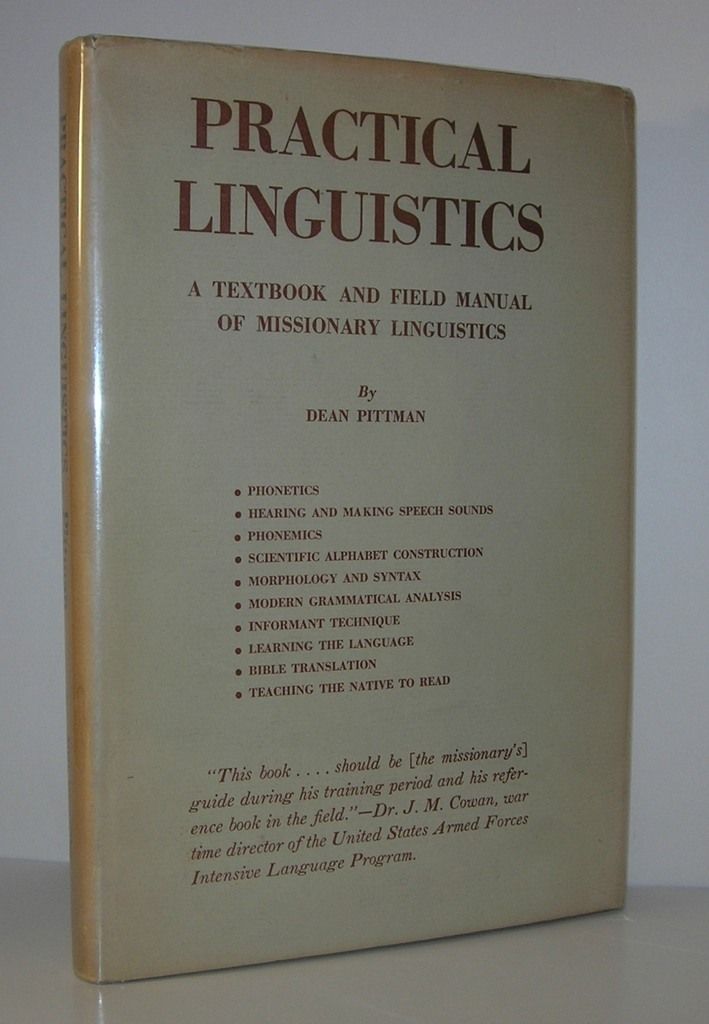 PRACTICAL
LINGUISTICS
A TEXTBOOK AND FIELD MANUAL
OF MISSIONARY LINGUISTICS
By
DEAN PITTMAN
• PHONETICS
• HEARING AND MAKING SPEECH SOUNDS
• PHONEMICS
• SCIENTIFIC ALPHABET CONSTRUCTION
• MORPHOLOGY AND SYNTAX
• MODERN GRAMMATICAL ANALYSIS
• INFORMANT TECHNIQUE
• LEARNING THE LANGUAGE
• BIBLE TRANSLATION
• TEACHING THE NATIVE TO READ
"This book . . . . should be [the missionary's]
guide during his training period and his refer-
ence book in the field."—Dr. J. M. Cowan, war
time director of the United States Armed Forces
Intensive Language Program.
PRACTICAL LINGUISTICS